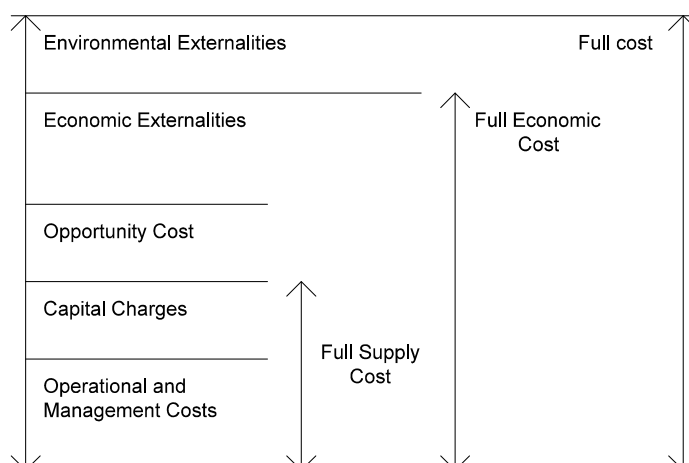 Environmental Externalities
Full cost
Economic Externalities
Full Economic
Cost
Opportunity Cost
Capital Charges
Full Supply
Cost
Operational and
Management Costs